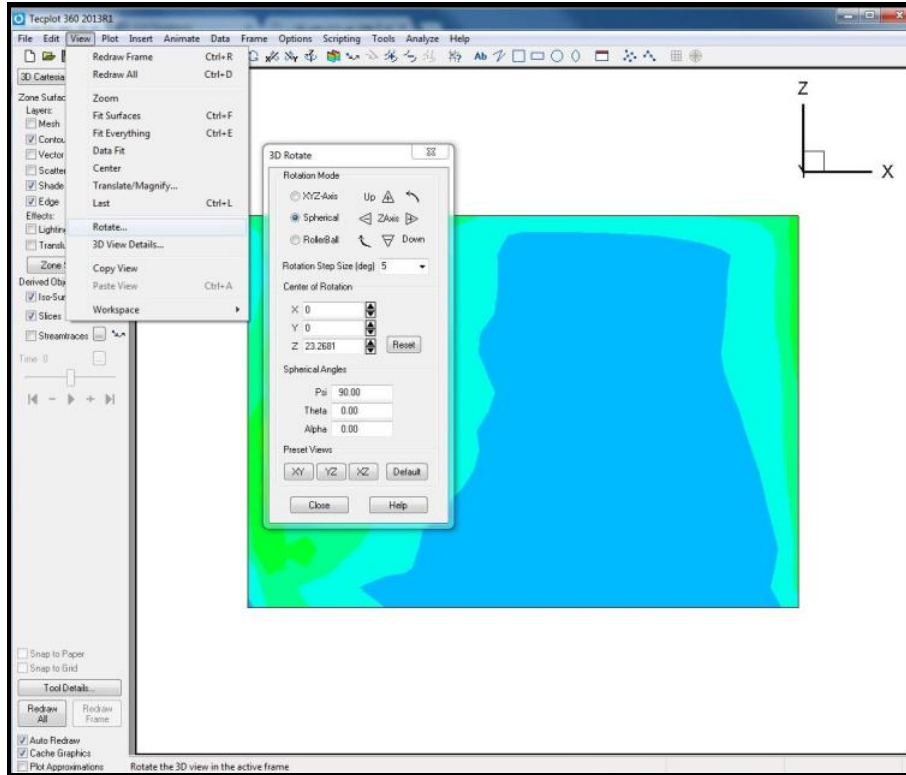 Tecplot 360 2013R1
File Edit View Plot Insert Animate Data Frame Options Scripting Tools Analyze Help
Redraw Frame Ctrl+R
Redraw All Ctrl+D
Zoom
Fit Surfaces Ctrl+F
Fit Everything Ctrl+E
Data Fit
Center
Translate/Magnify...
Last Ctrl+L
Rotate...
3D View Details...
Copy View
Paste View Ctrl+A
Workspace
Ab
3D Cartesia
Zone Surfac
Layers:
Mesh
Contou
Vector
Scatter
Shade
Edge
Effects:
Lighting
Translu
Zone S
Derived Obj
Iso-Sur
Slices
Streamtraces ...
Time 0
3D Rotate
Rotation Mode
XYZ-Axis Up
Spherical ZAxis
RollerBall Down
Rotation Step Size (deg) 5
Center of Rotation
X 0
Y 0
Z 23.2681 Reset
Spherical Angles
Psi 90.00
Theta 0.00
Alpha 0.00
Preset Views
XY YZ XZ Default
Close Help
Z
X
Snap to Paper
Snap to Grid
Tool Details...
Redraw All Redraw Frame
Auto Redraw
Cache Graphics
Plot Approximations
Rotate the 3D view in the active frame